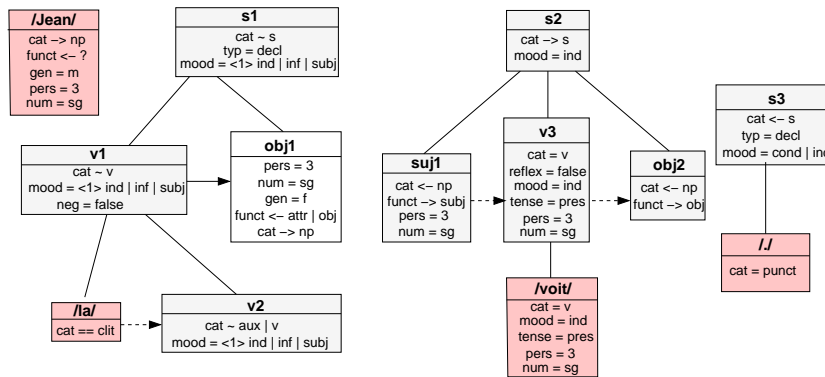 /Jean/
cat –> np
funct <– ?
gen = m
pers = 3
num = sg
s1
cat ~ s
typ = decl
mood = <1> ind | inf | subj
v1
cat ~ v
mood = <1> ind | inf | subj
neg = false
obj1
pers = 3
num = sg
gen = f
funct <– attr | obj
cat –> np
/la/
cat == clit
v2
cat ~ aux | v
mood = <1> ind | inf | subj
s2
cat –> s
mood = ind
suj1
cat <– np
funct –> subj
pers = 3
num = sg
v3
cat = v
reflex = false
mood = ind
tense = pres
pers = 3
num = sg
obj2
cat <– np
funct –> obj
/voit/
cat = v
mood = ind
tense = pres
pers = 3
num = sg
s3
cat <– s
typ = decl
mood = cond | ind
/./
cat = punct